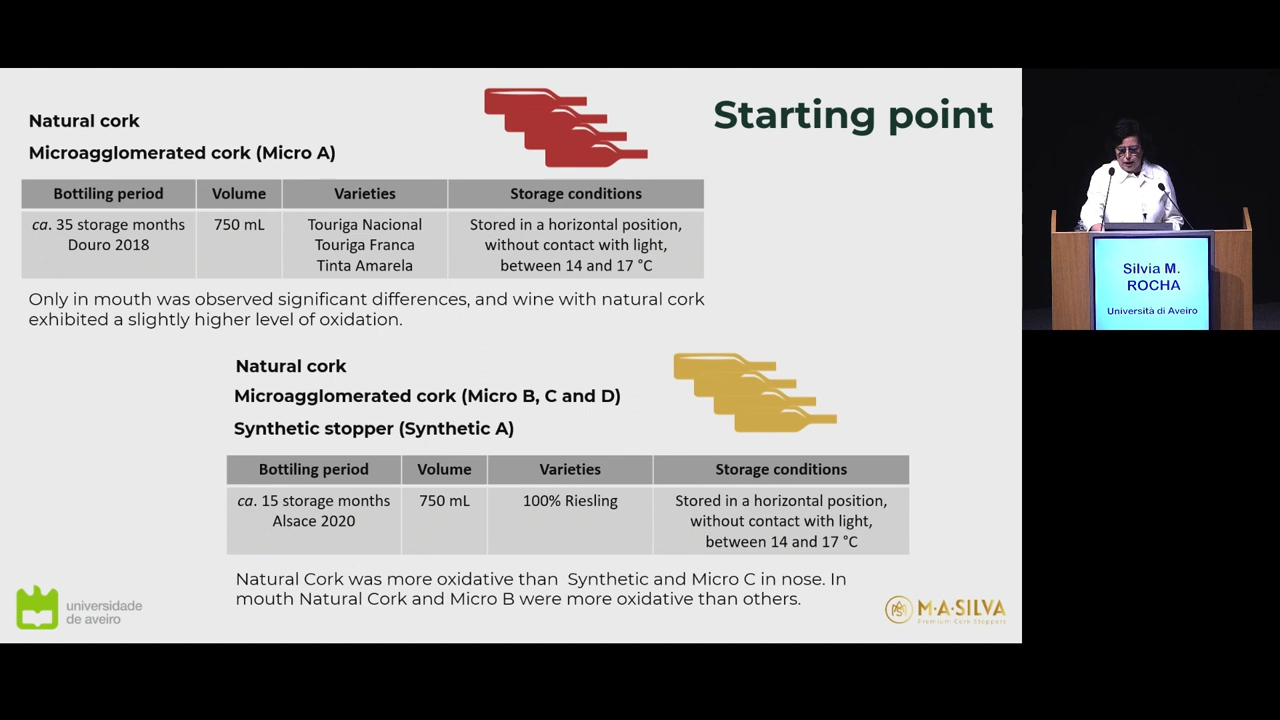 Starting point
Natural cork
Microagglomerated cork (Micro A)
Bottiling period Volume Varieties Storage conditions
ca. 35 storage months 750 mL Touriga Nacional Stored in a horizontal position,
Douro 2018 Touriga Franca without contact with light,
Tinta Amarela between 14 and 17 °C
Only in mouth was observed significant differences, and wine with natural cork
exhibited a slightly higher level of oxidation.
Natural cork
Microagglomerated cork (Micro B, C and D)
Synthetic stopper (Synthetic A)
Bottiling period Volume Varieties Storage conditions
ca. 15 storage months 750 mL 100% Riesling Stored in a horizontal position,
Alsace 2020 without contact with light,
between 14 and 17 °C
Natural Cork was more oxidative than Synthetic and Micro C in nose. In
mouth Natural Cork and Micro B were more oxidative than others.
universidade
de aveiro
M·A·SILVA
Premium Cork Stoppers
Silvia M.
ROCHA
Università di Aveiro